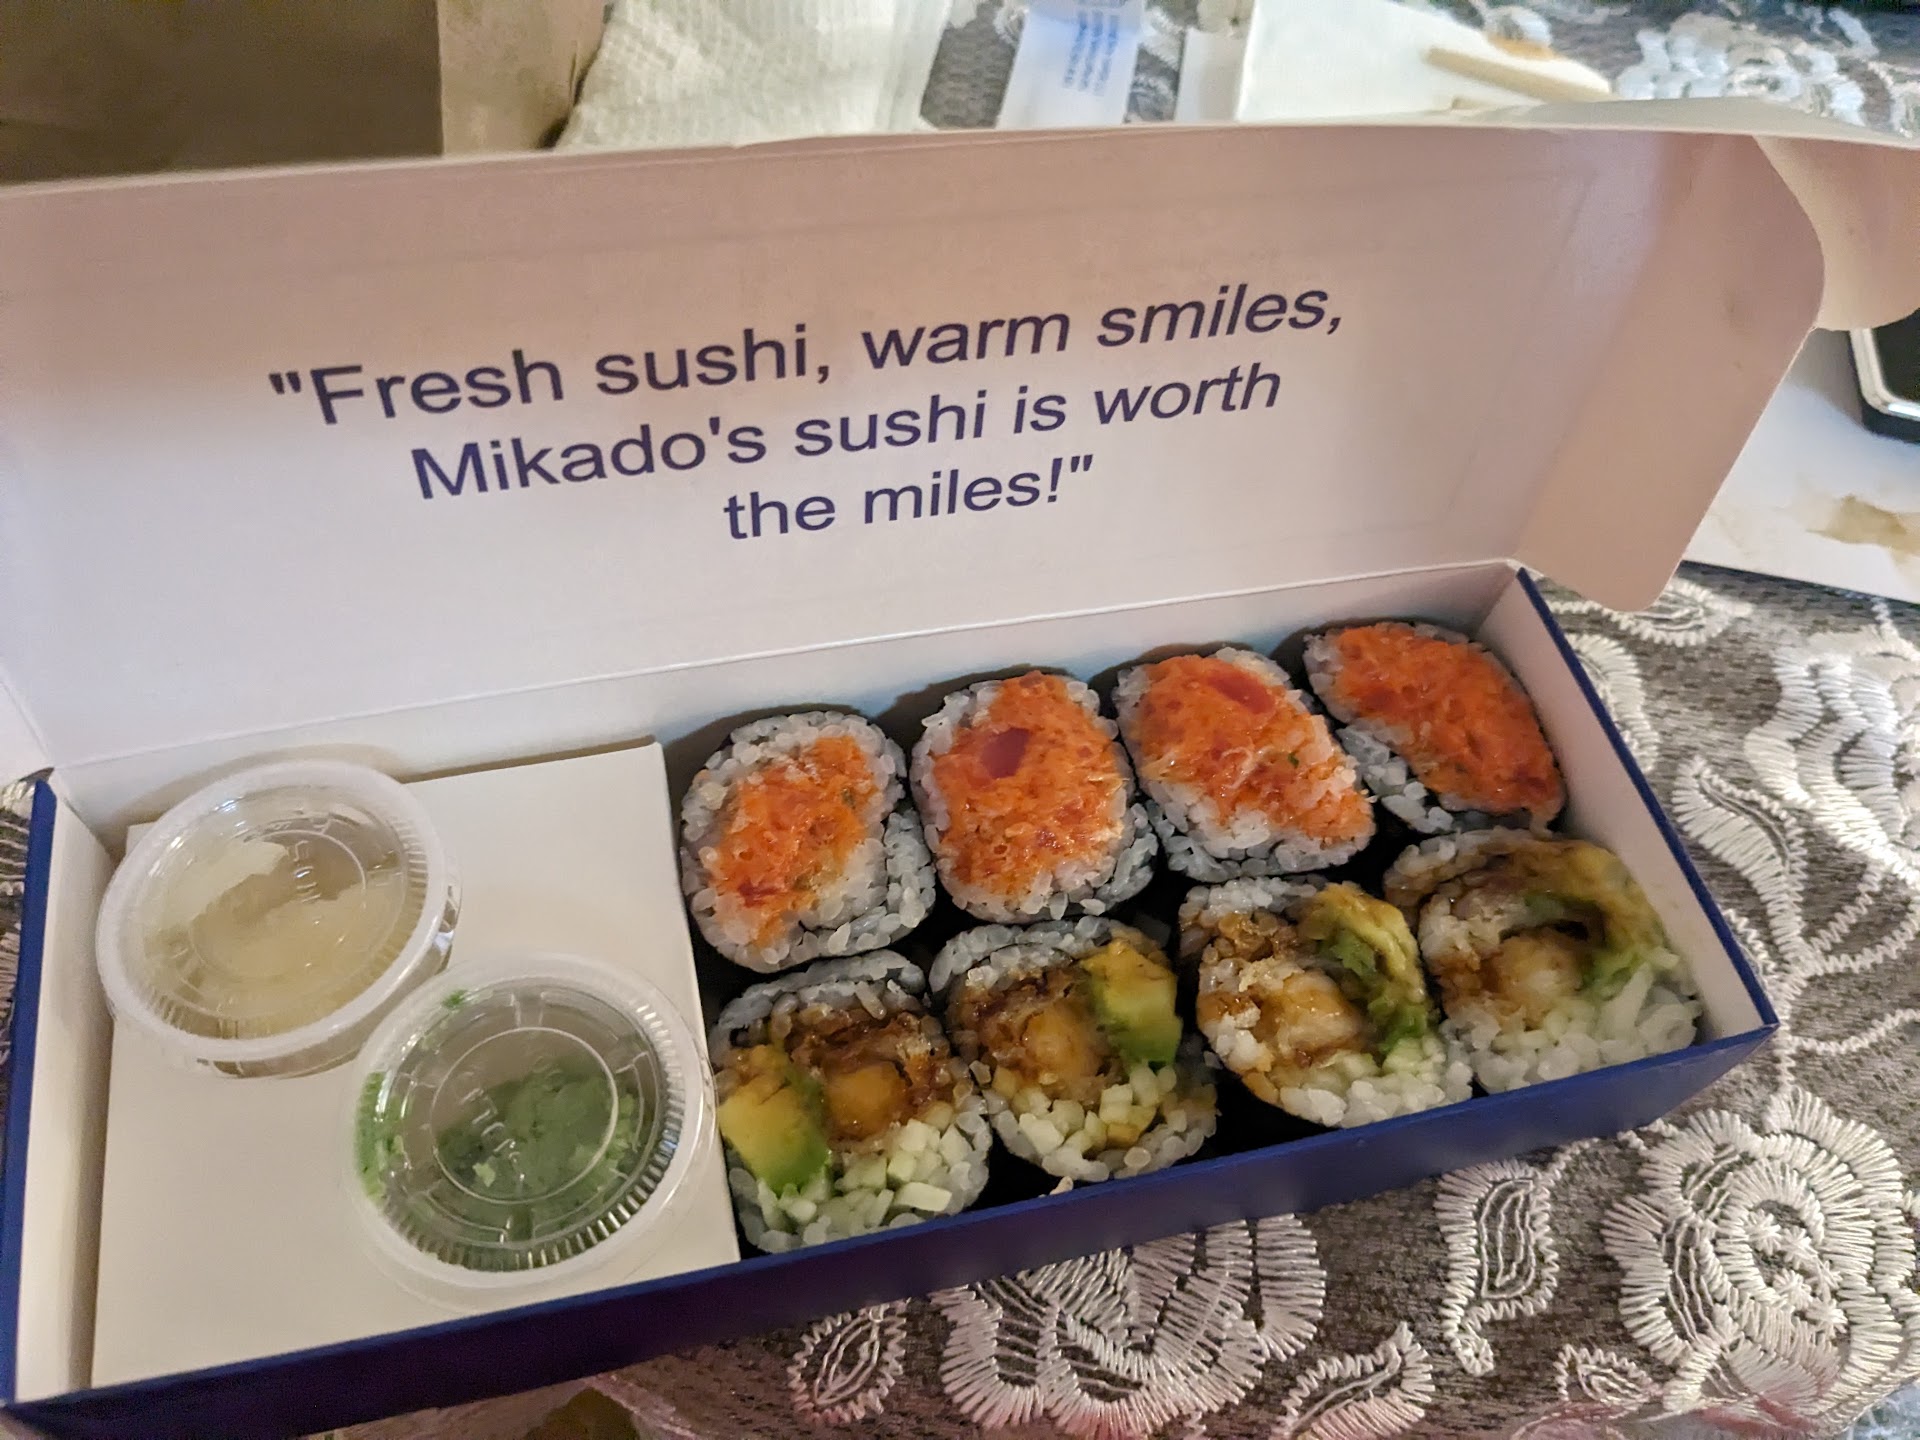 "Fresh sushi, warm smiles,
Mikado's sushi is worth
the miles!"